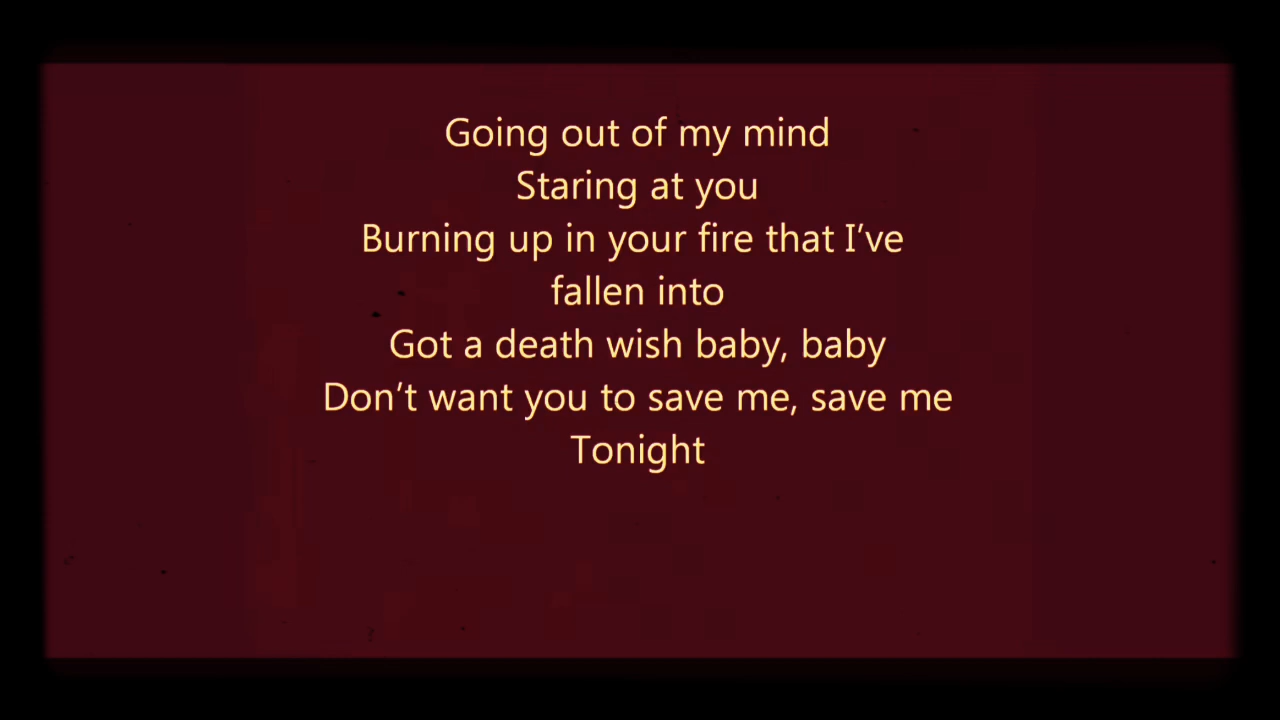 Going out of my mind
Staring at you
Burning up in your fire that I’ve
fallen into
Got a death wish baby, baby
Don’t want you to save me, save me
Tonight